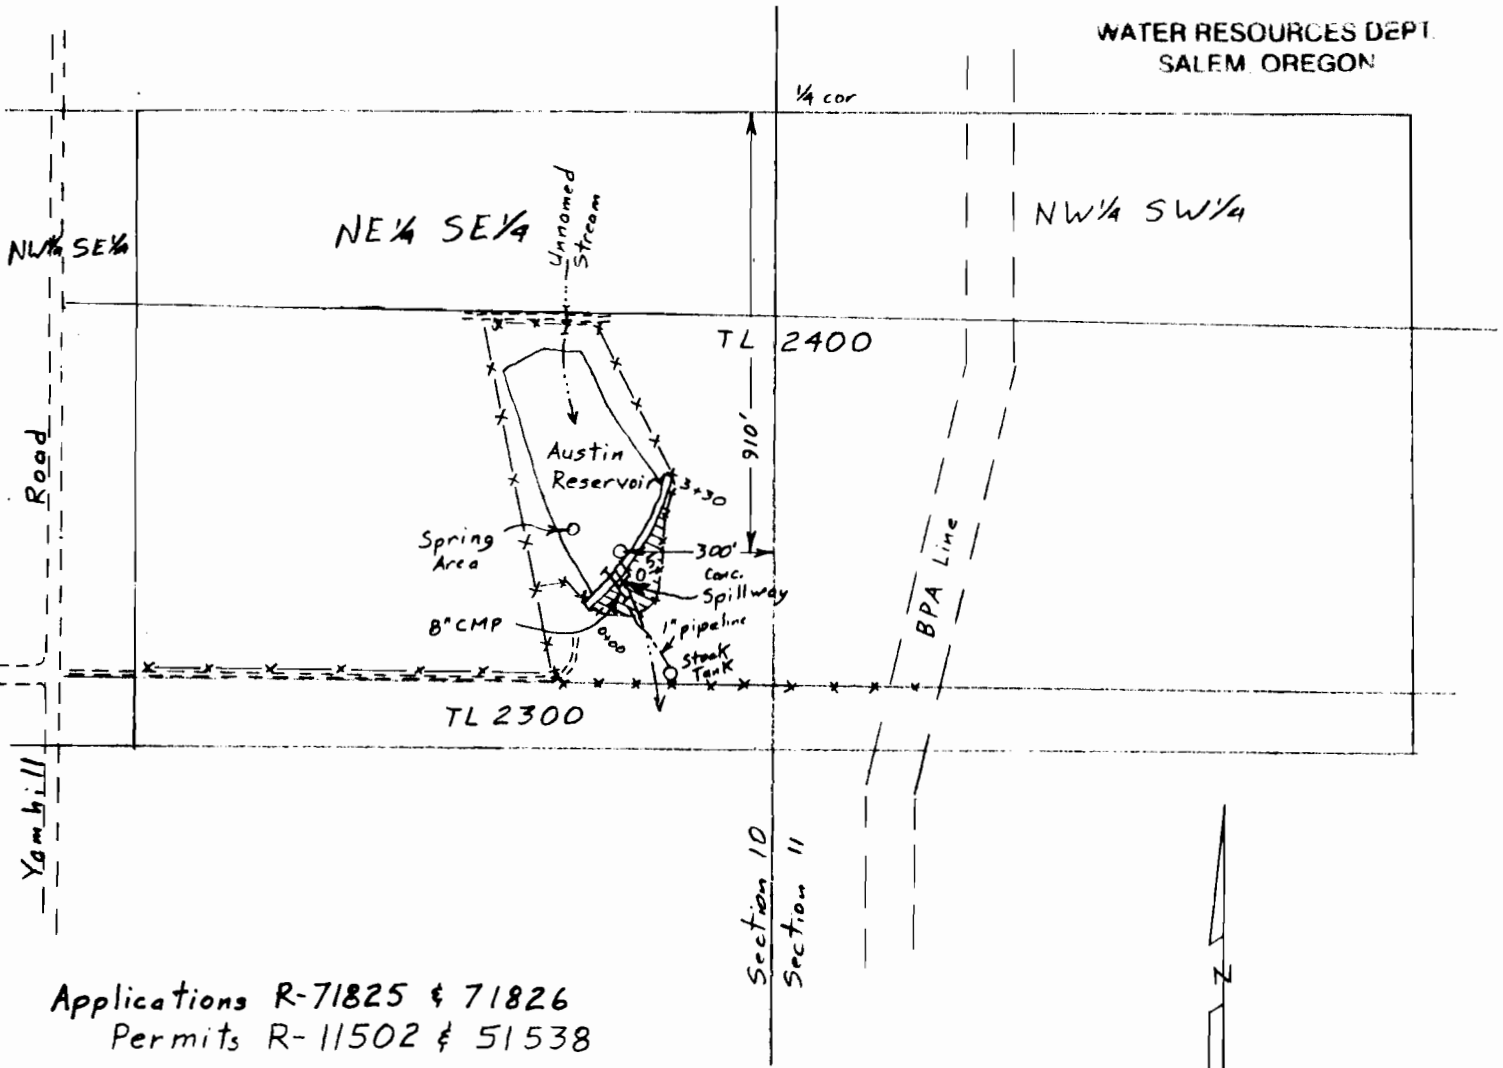 WATER RESOURCES DEPT.
SALEM, OREGON
1/4 cor
NW1/4 SE1/4
NE1/4 SE1/4
Unnamed
Stream
NW1/4 SW1/4
TL 2400
910'
Road
Austin
Reservoir
3+30
Spring
Area
300'
Conc.
Spillway
8" CMP
0+00
1" pipeline
Stock
Tank
BPA Line
TL 2300
Yamhill
Section 10
Section 11
N
Applications R-71825 & 71826
Permits R-11502 & 51538